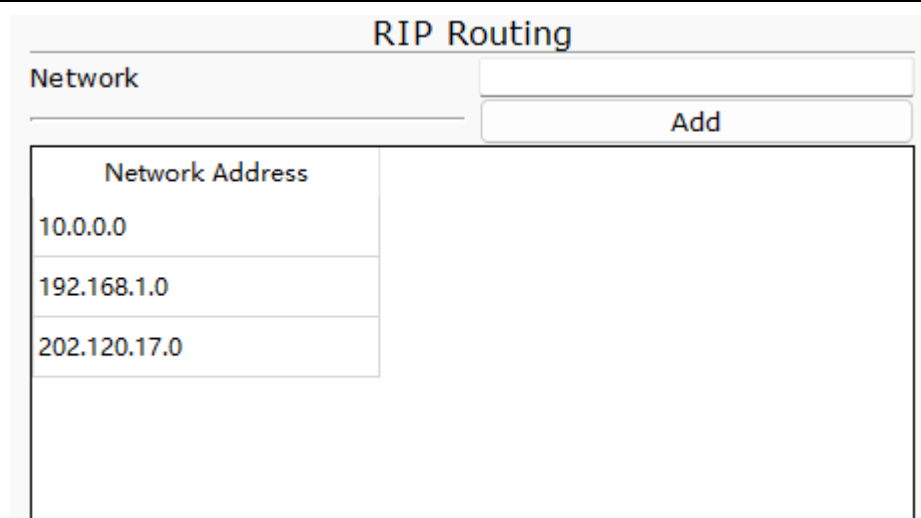 RIP Routing
Network
Add
Network Address
10.0.0.0
192.168.1.0
202.120.17.0